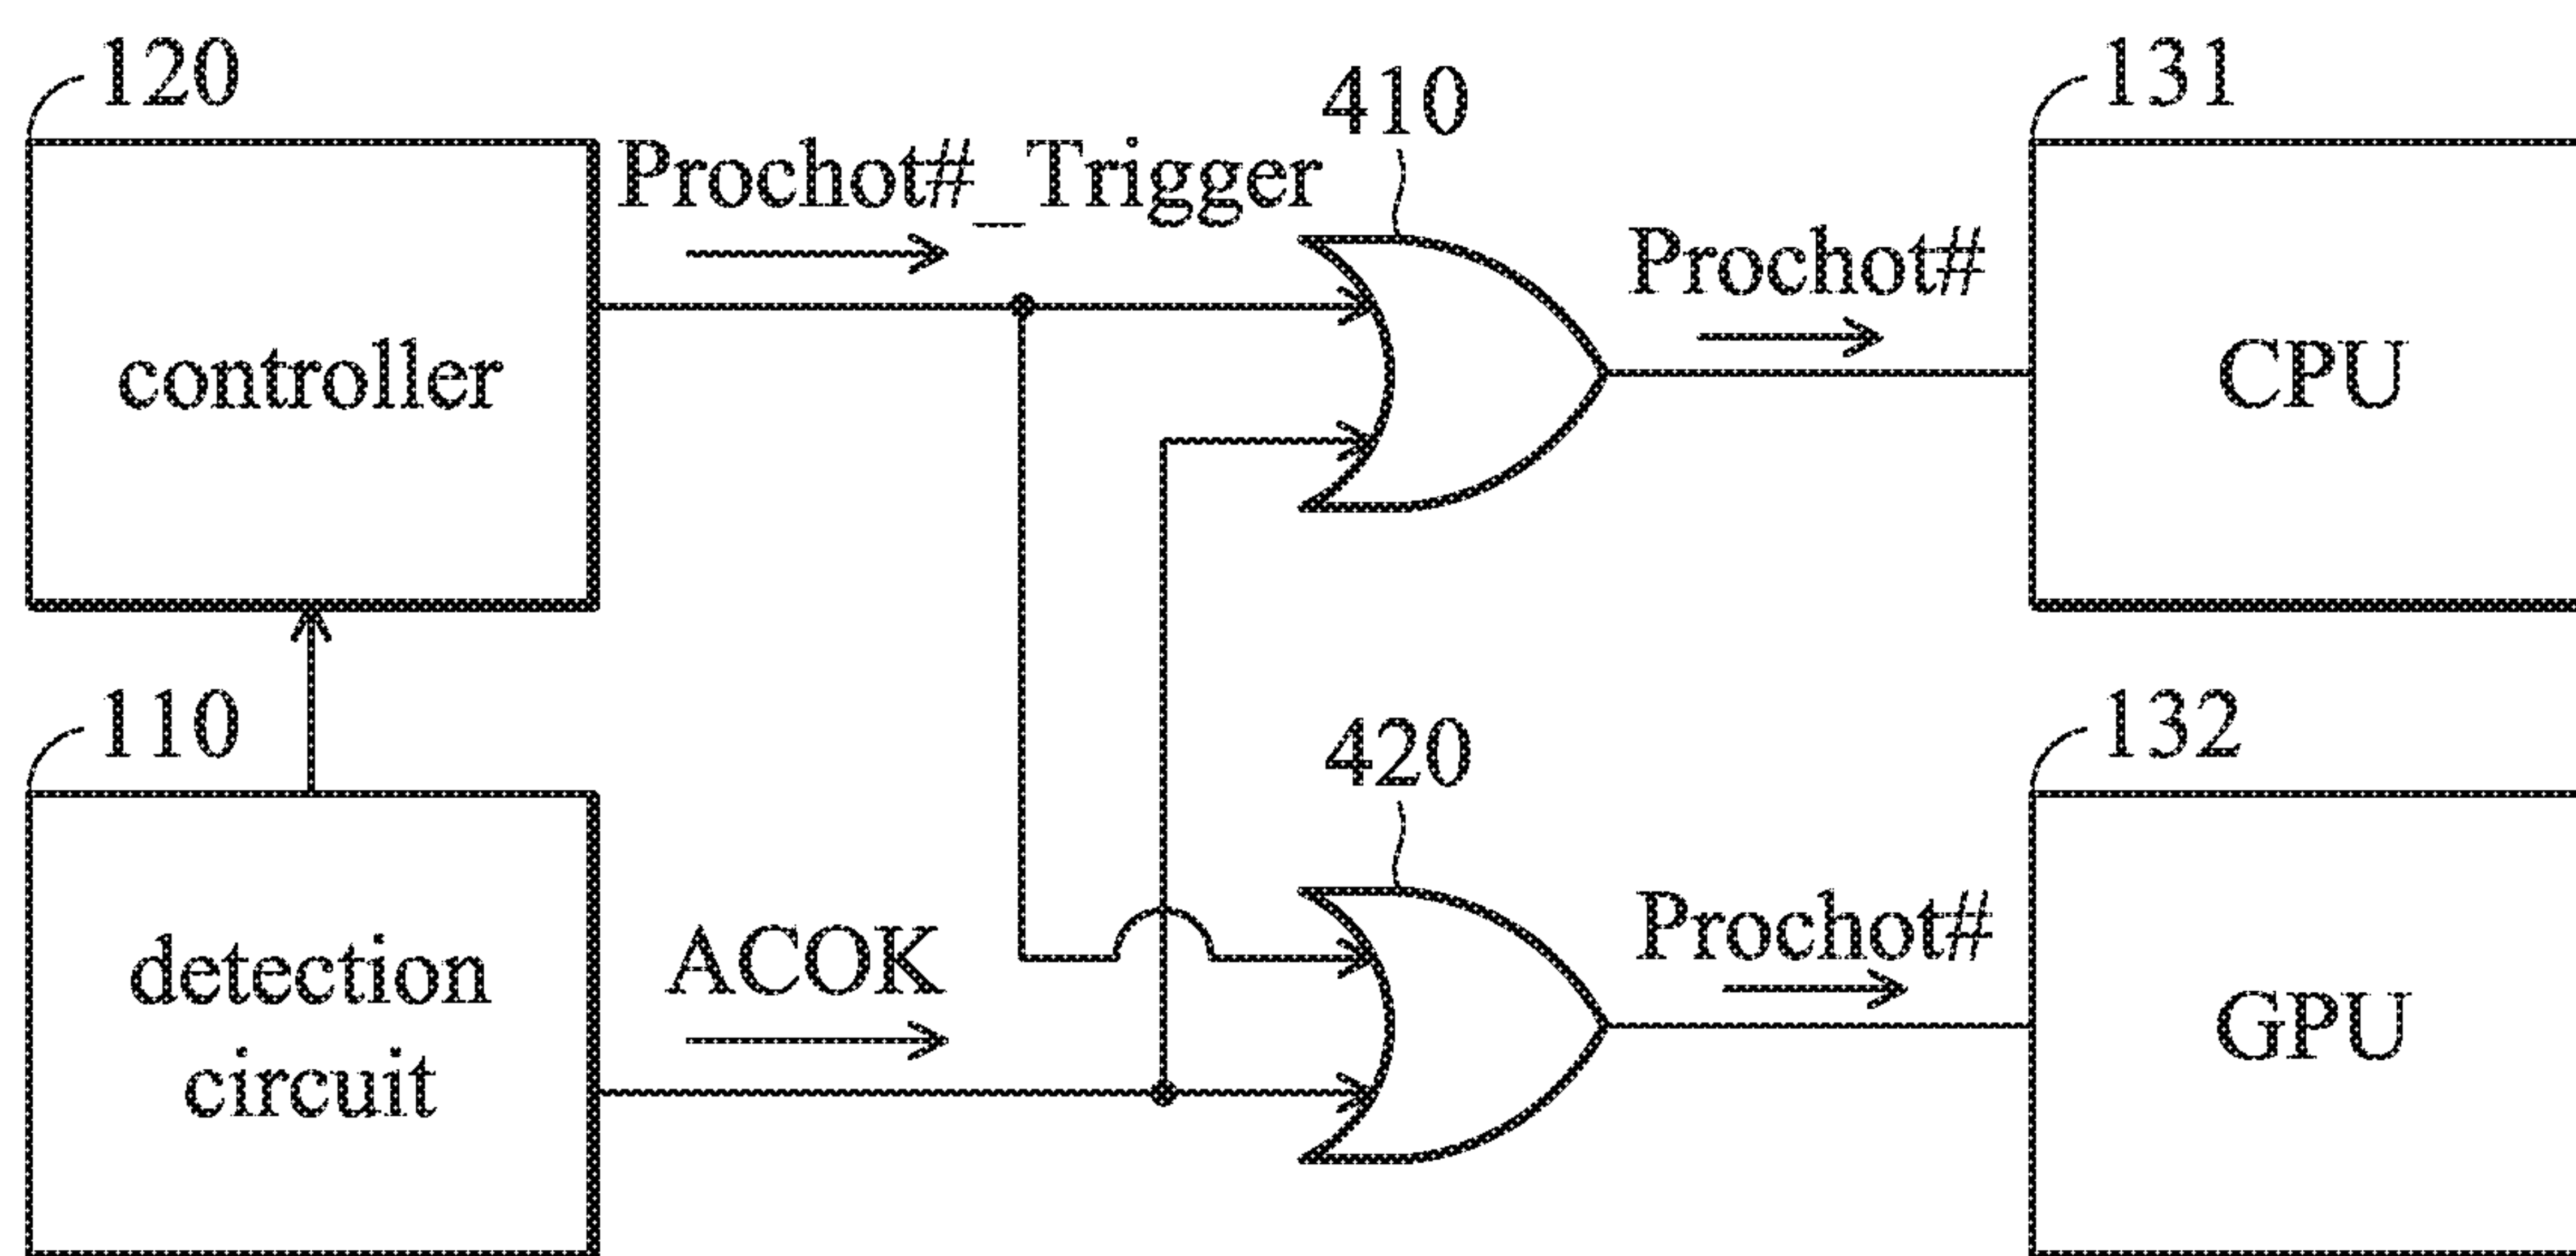 120
131
410
Prochot#_Trigger
Prochot#
controller
CPU
110
132
420
Prochot#
ACOK
detection
circuit
GPU